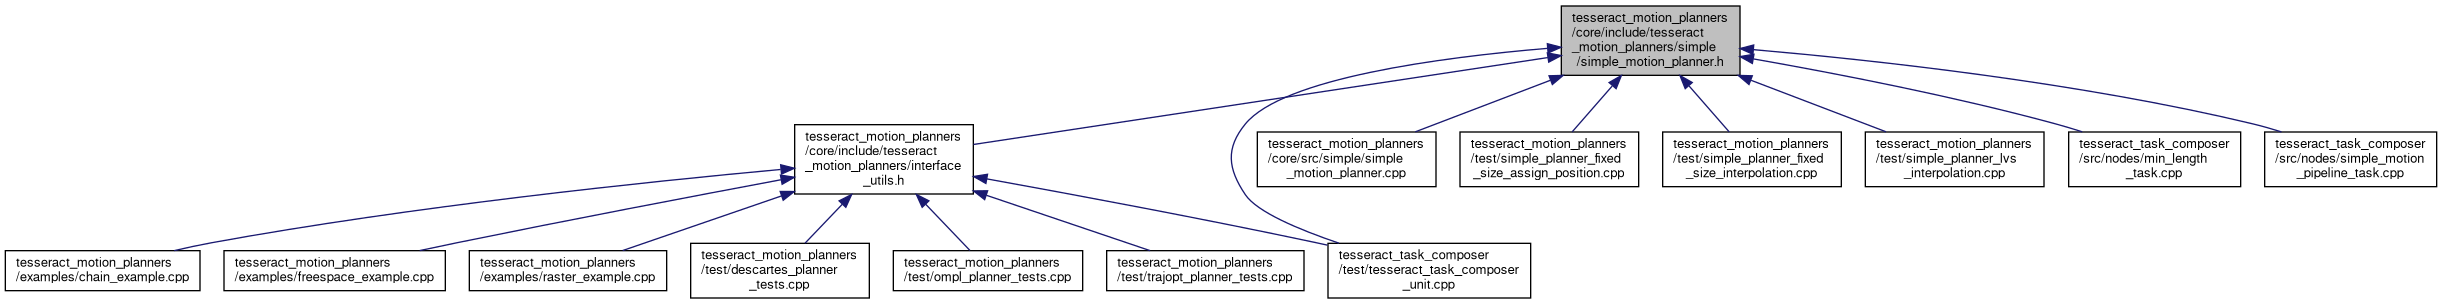 tesseract_motion_planners
/core/include/tesseract
_motion_planners/simple
/simple_motion_planner.h
tesseract_motion_planners
/core/include/tesseract
_motion_planners/interface
_utils.h
tesseract_motion_planners
/core/src/simple/simple
_motion_planner.cpp
tesseract_motion_planners
/test/simple_planner_fixed
_size_assign_position.cpp
tesseract_motion_planners
/test/simple_planner_fixed
_size_interpolation.cpp
tesseract_motion_planners
/test/simple_planner_lvs
_interpolation.cpp
tesseract_task_composer
/src/nodes/min_length
_task.cpp
tesseract_task_composer
/src/nodes/simple_motion
_pipeline_task.cpp
tesseract_motion_planners
/examples/chain_example.cpp
tesseract_motion_planners
/examples/freespace_example.cpp
tesseract_motion_planners
/examples/raster_example.cpp
tesseract_motion_planners
/test/descartes_planner
_tests.cpp
tesseract_motion_planners
/test/ompl_planner_tests.cpp
tesseract_motion_planners
/test/trajopt_planner_tests.cpp
tesseract_task_composer
/test/tesseract_task_composer
_unit.cpp